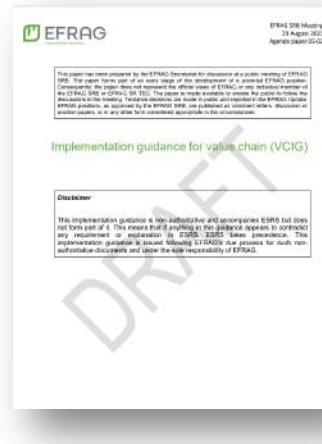 EFRAG
EFRAG SRB Meeting
23 August 2023
Agenda paper 05-02
This paper has been prepared by the EFRAG Secretariat for discussion at a public meeting of EFRAG
SRB. The paper forms part of an early stage of the development of a potential EFRAG position.
Consequently, the paper does not represent the official views of EFRAG or any individual member of
the EFRAG SRB or EFRAG SR TEG. The paper is made available to enable the public to follow the
discussions in the meeting. Tentative decisions are made in public and reported in the EFRAG Update.
EFRAG positions, as approved by the EFRAG SRB, are published as comment letters, discussion or
position papers, or in any other form considered appropriate in the circumstances.
Implementation guidance for value chain (VCIG)
Disclaimer
This implementation guidance is non-authoritative and accompanies ESRS but does
not form part of it. This means that if anything in this guidance appears to contradict
any requirement or explanation in ESRS, ESRS takes precedence. This
implementation guidance is issued following EFRAG's due process for such non-
authoritative documents and under the sole responsibility of EFRAG.
DRAFT